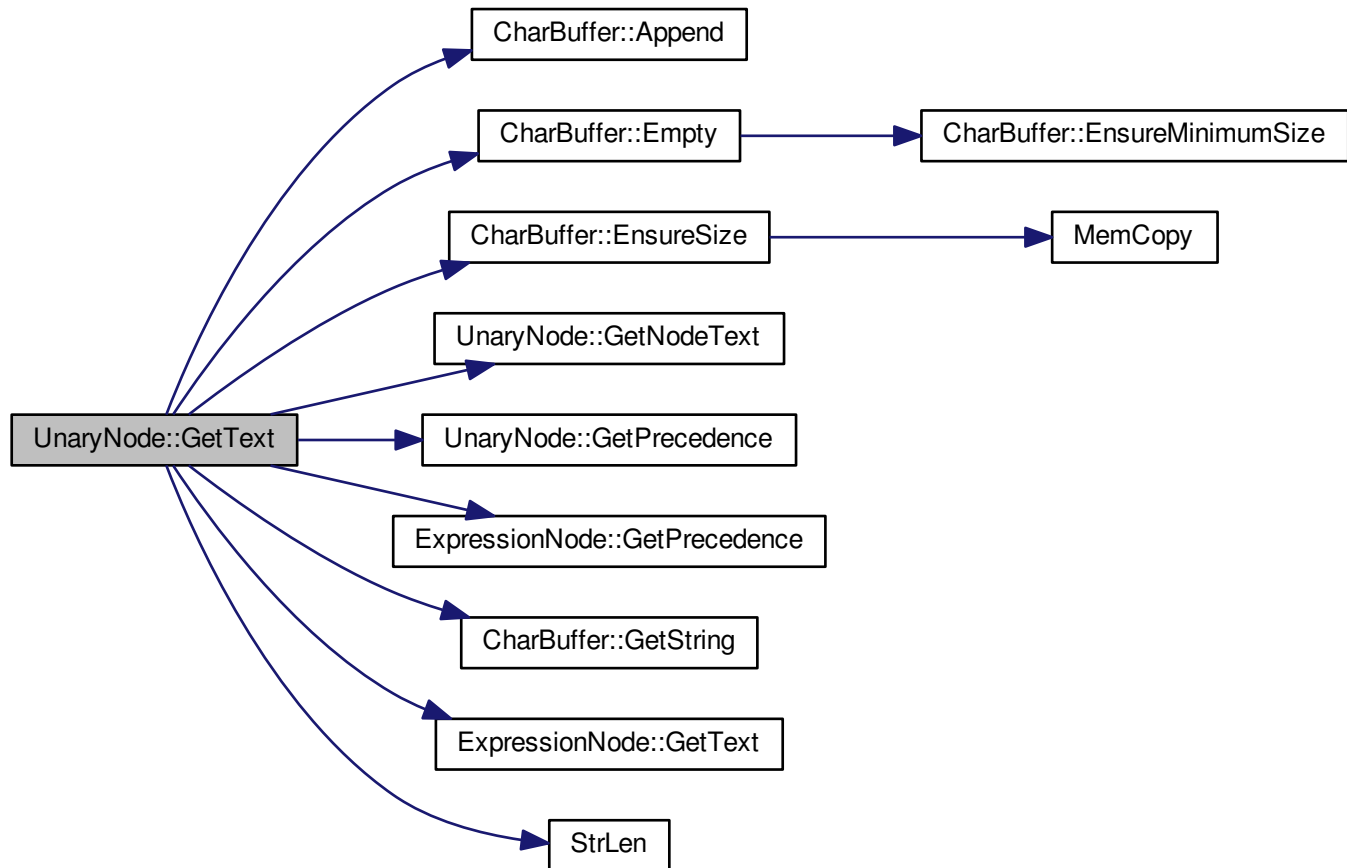 CharBuffer::Append
CharBuffer::Empty
CharBuffer::EnsureMinimumSize
CharBuffer::EnsureSize
MemCopy
UnaryNode::GetNodeText
UnaryNode::GetText
UnaryNode::GetPrecedence
ExpressionNode::GetPrecedence
CharBuffer::GetString
ExpressionNode::GetText
StrLen